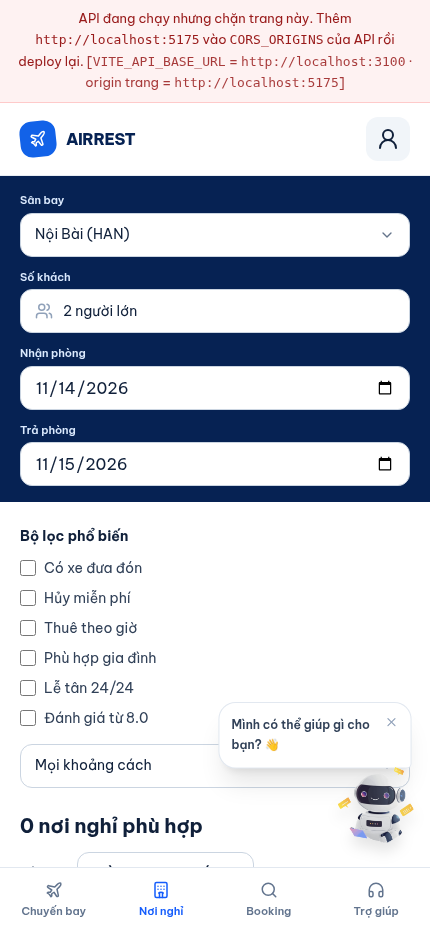 API đang chạy nhưng chặn trang này. Thêm
http://localhost:5175 vào CORS_ORIGINS của API rồi
deploy lại. [VITE_API_BASE_URL = http://localhost:3100 ·
origin trang = http://localhost:5175]
AIRREST
Sân bay
Nội Bài (HAN)
Số khách
2 người lớn
Nhận phòng
11/14/2026
Trả phòng
11/15/2026
Bộ lọc phổ biến
Có xe đưa đón
Hủy miễn phí
Thuê theo giờ
Phù hợp gia đình
Lễ tân 24/24
Đánh giá từ 8.0
Mình có thể giúp gì cho
bạn? 👋
Mọi khoảng cách
0 nơi nghỉ phù hợp
Chuyến bay
Nơi nghỉ
Booking
Trợ giúp